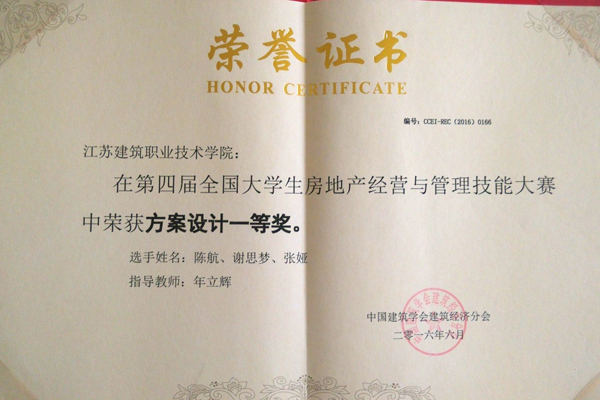 荣誉证书
HONOR CERTIFICATE
编号：CCEI-REC（2016）0166
江苏建筑职业技术学院：
在第四届全国大学生房地产经营与管理技能大赛
中荣获方案设计一等奖。
选手姓名：陈航、谢思梦、张娅
指导教师：年立辉
中国建筑学会建筑经济分会
二零一六年六月